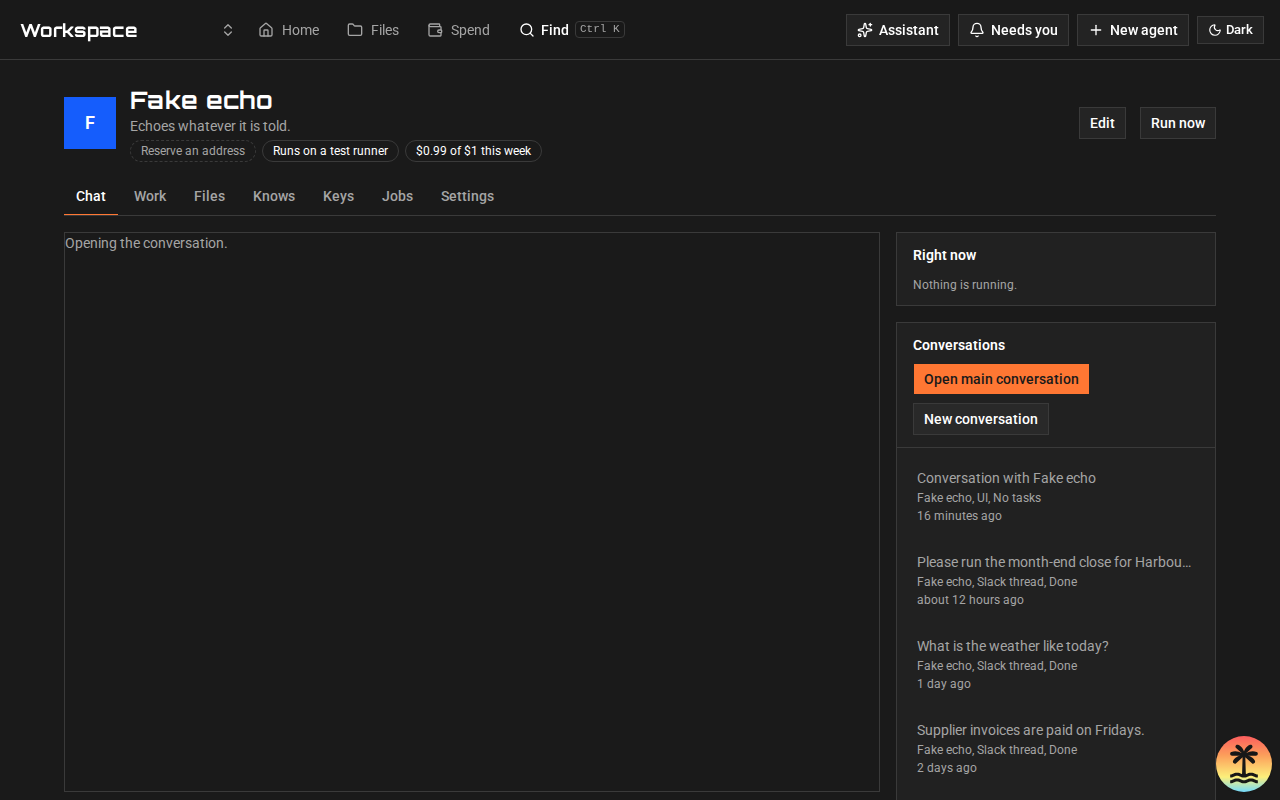 Workspace
Home
Files
Spend
Find Ctrl K
Assistant
Needs you
New agent
Dark
F
Fake echo
Echoes whatever it is told.
Reserve an address
Runs on a test runner
$0.99 of $1 this week
Edit
Run now
Chat
Work
Files
Knows
Keys
Jobs
Settings
Opening the conversation.
Right now
Nothing is running.
Conversations
Open main conversation
New conversation
Conversation with Fake echo
Fake echo, UI, No tasks
16 minutes ago
Please run the month-end close for Harbou…
Fake echo, Slack thread, Done
about 12 hours ago
What is the weather like today?
Fake echo, Slack thread, Done
1 day ago
Supplier invoices are paid on Fridays.
Fake echo, Slack thread, Done
2 days ago